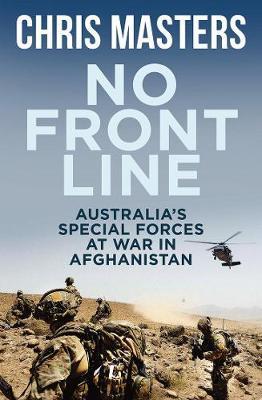 CHRIS MASTERS
NO
FRONT
LINE
AUSTRALIA'S
SPECIAL FORCES
AT WAR IN
AFGHANISTAN